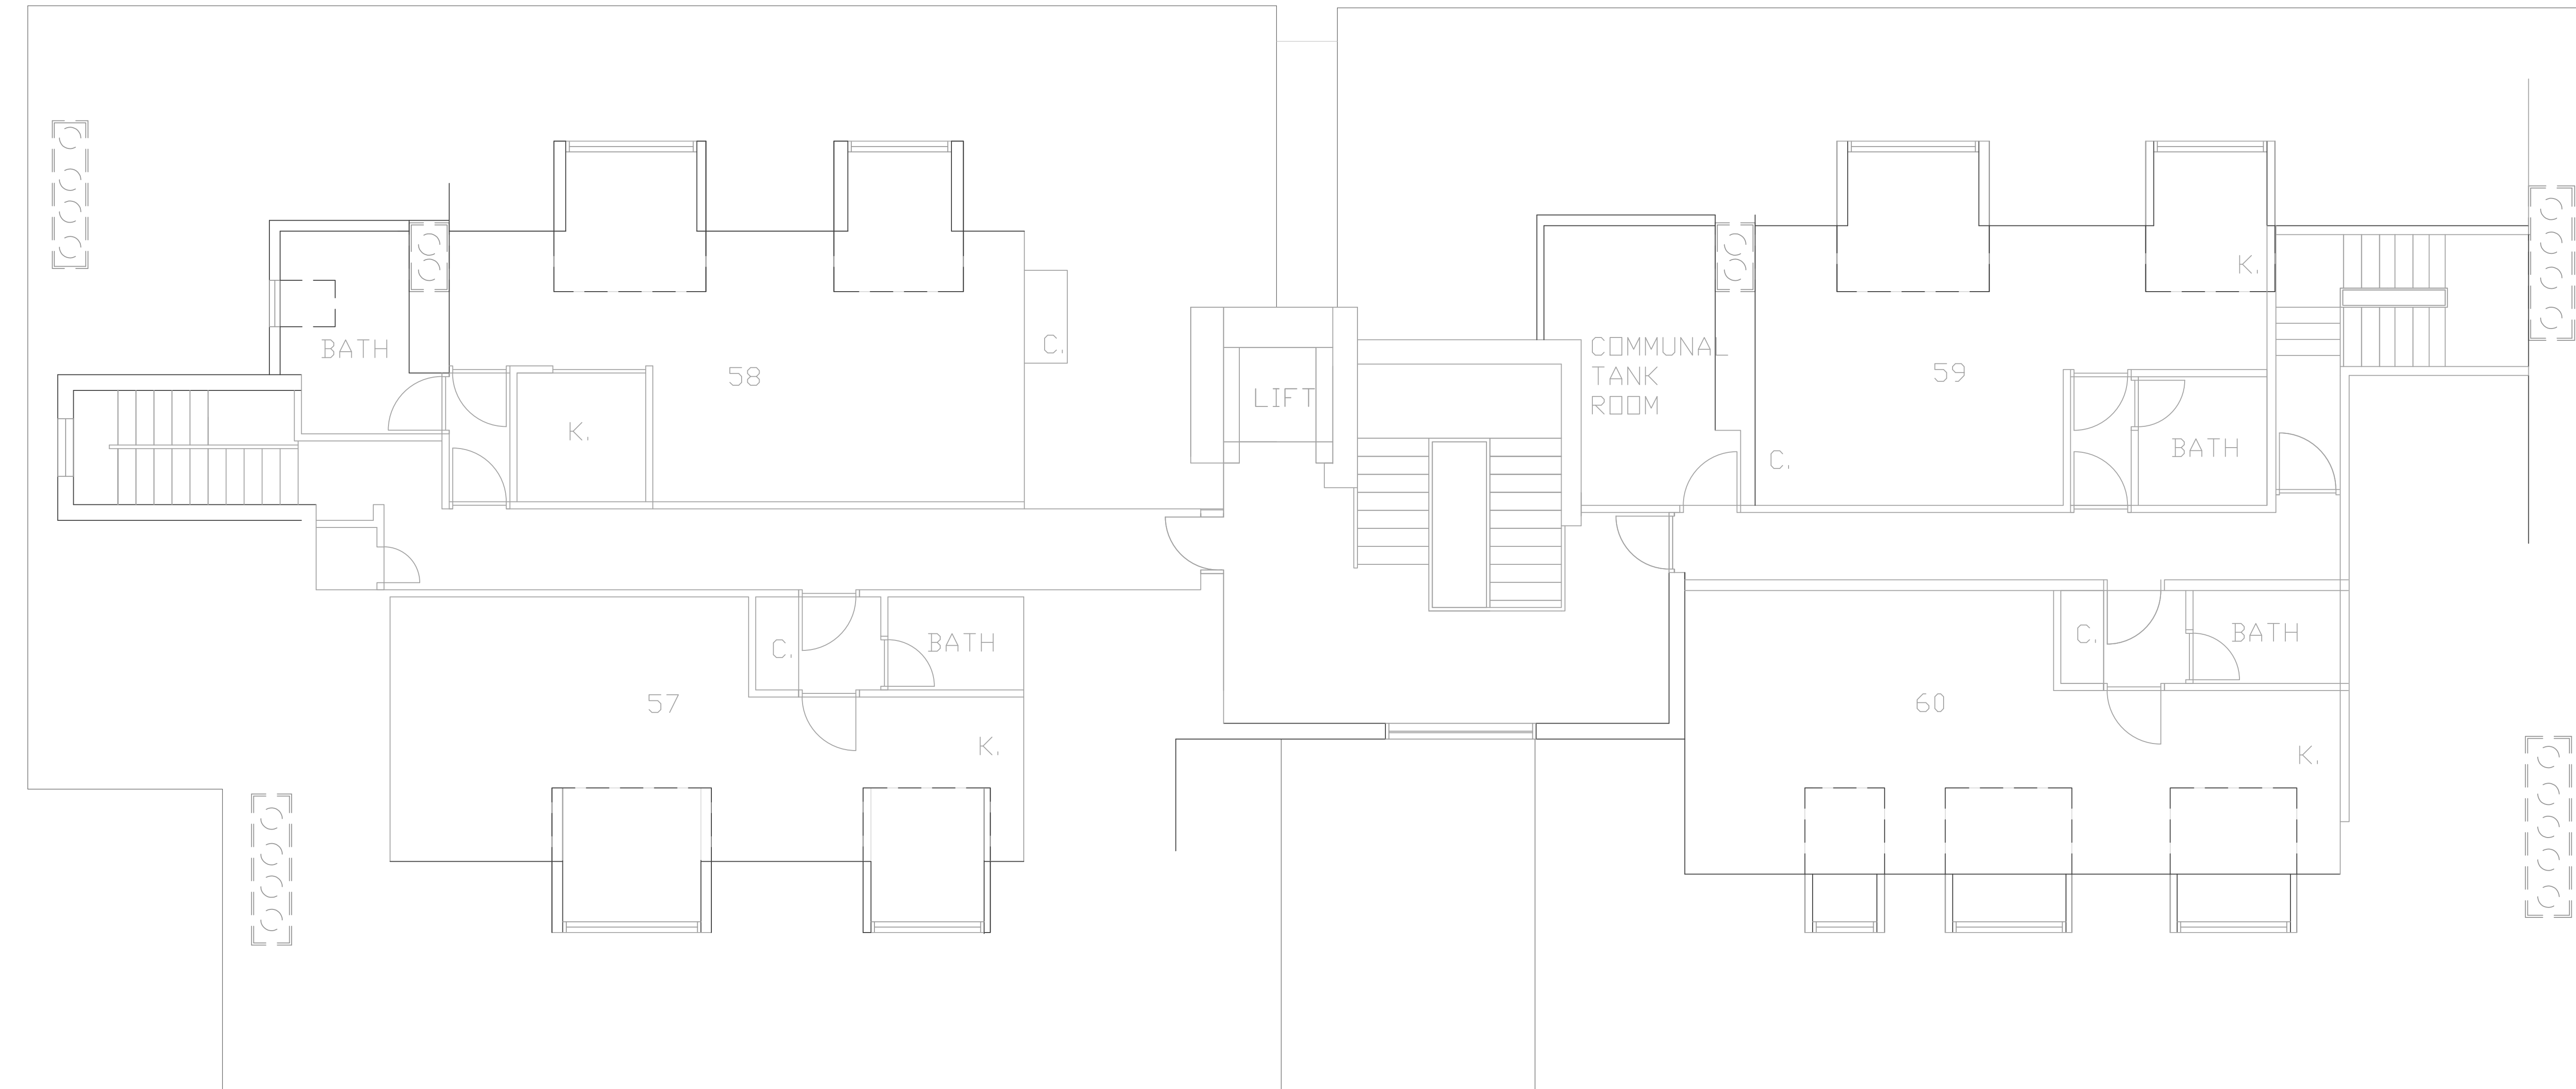 K.
COMMUNAL
TANK
ROOM
BATH
C.
58
59
LIFT
K.
C.
BATH
C.
BATH
C.
BATH
57
60
K.
K.